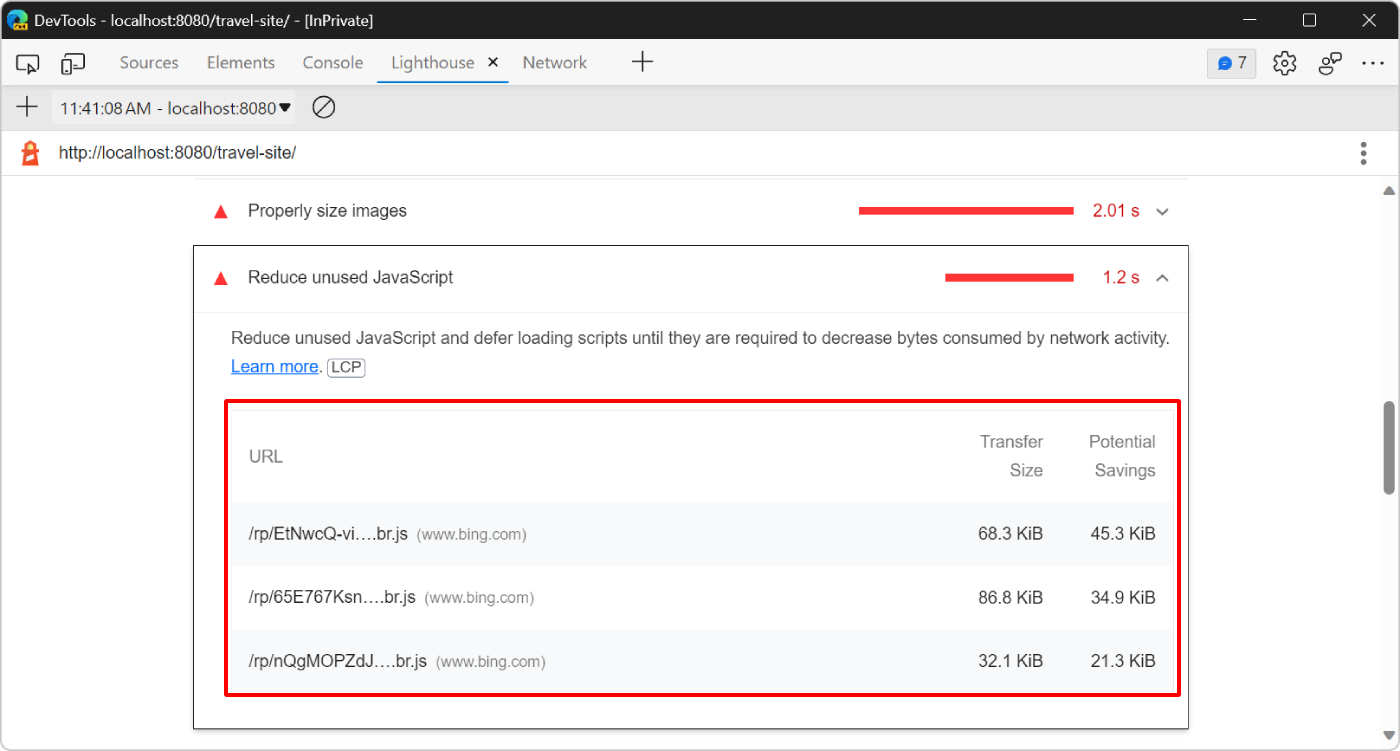 DevTools - localhost:8080/travel-site/ - [InPrivate]
Sources Elements Console Lighthouse Network 7
11:41:08 AM - localhost:8080
http://localhost:8080/travel-site/
Properly size images 2.01 s
Reduce unused JavaScript 1.2 s
Reduce unused JavaScript and defer loading scripts until they are required to decrease bytes consumed by network activity.
Learn more. LCP
URL Transfer Size Potential Savings
/rp/EtNwcQ-vi….br.js (www.bing.com) 68.3 KiB 45.3 KiB
/rp/65E767Ksn….br.js (www.bing.com) 86.8 KiB 34.9 KiB
/rp/nQgMOPZdJ….br.js (www.bing.com) 32.1 KiB 21.3 KiB